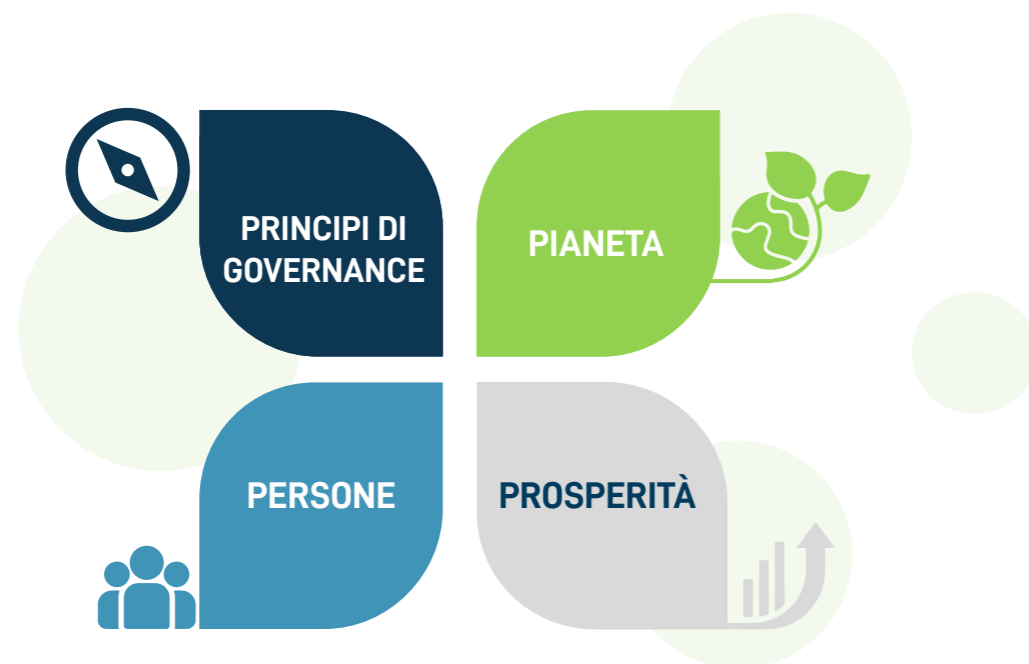 PRINCIPI DI
GOVERNANCE
PIANETA
PERSONE
PROSPERITÀ